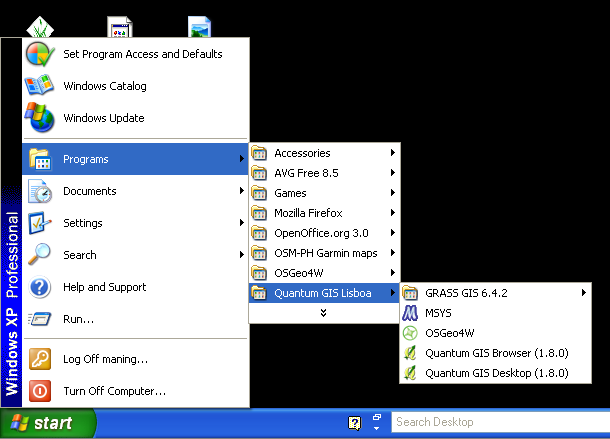 Set Program Access and Defaults
Windows Catalog
Windows Update
Programs
Documents
Settings
Search
Help and Support
Run...
Log Off maning...
Turn Off Computer...
Windows XP Professional
Accessories
AVG Free 8.5
Games
Mozilla Firefox
OpenOffice.org 3.0
OSM-PH Garmin maps
OSGeo4W
Quantum GIS Lisboa
GRASS GIS 6.4.2
MSYS
OSGeo4W
Quantum GIS Browser (1.8.0)
Quantum GIS Desktop (1.8.0)
start
Search Desktop